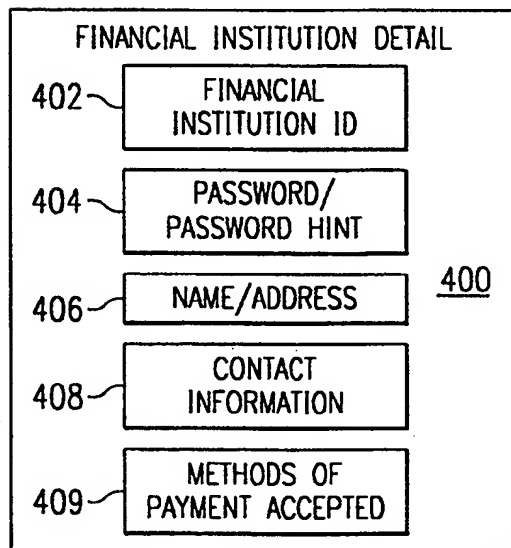 FINANCIAL INSTITUTION DETAIL
402
FINANCIAL
INSTITUTION ID
404
PASSWORD/
PASSWORD HINT
406
NAME/ADDRESS
400
408
CONTACT
INFORMATION
409
METHODS OF
PAYMENT ACCEPTED